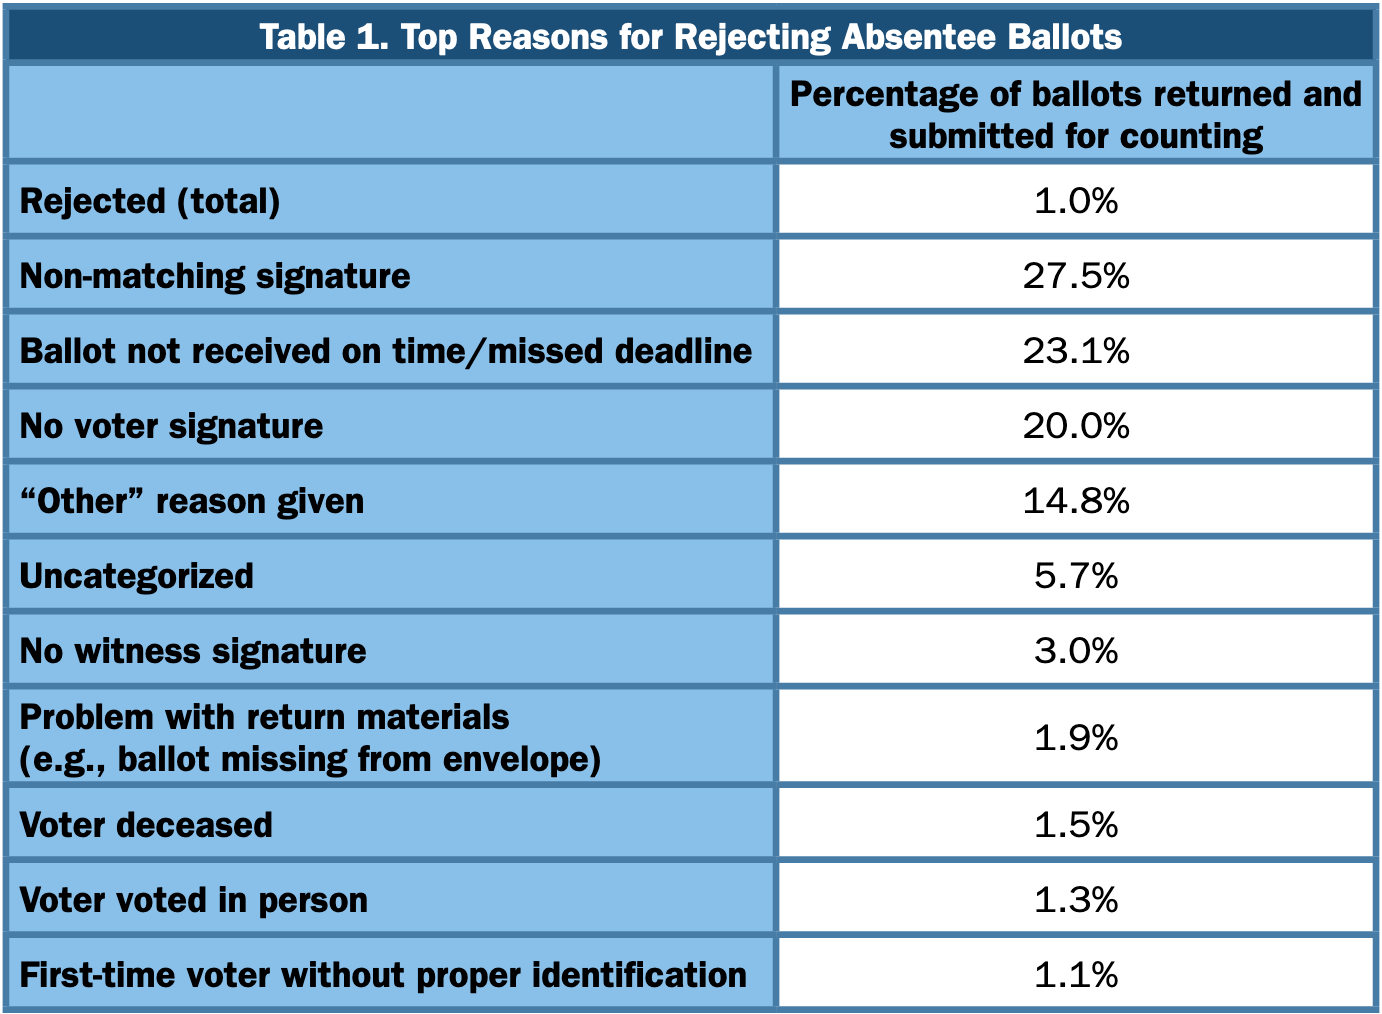 Table 1. Top Reasons for Rejecting Absentee Ballots
Percentage of ballots returned and
submitted for counting
Rejected (total) 1.0%
Non-matching signature 27.5%
Ballot not received on time/missed deadline 23.1%
No voter signature 20.0%
“Other” reason given 14.8%
Uncategorized 5.7%
No witness signature 3.0%
Problem with return materials
(e.g., ballot missing from envelope) 1.9%
Voter deceased 1.5%
Voter voted in person 1.3%
First-time voter without proper identification 1.1%